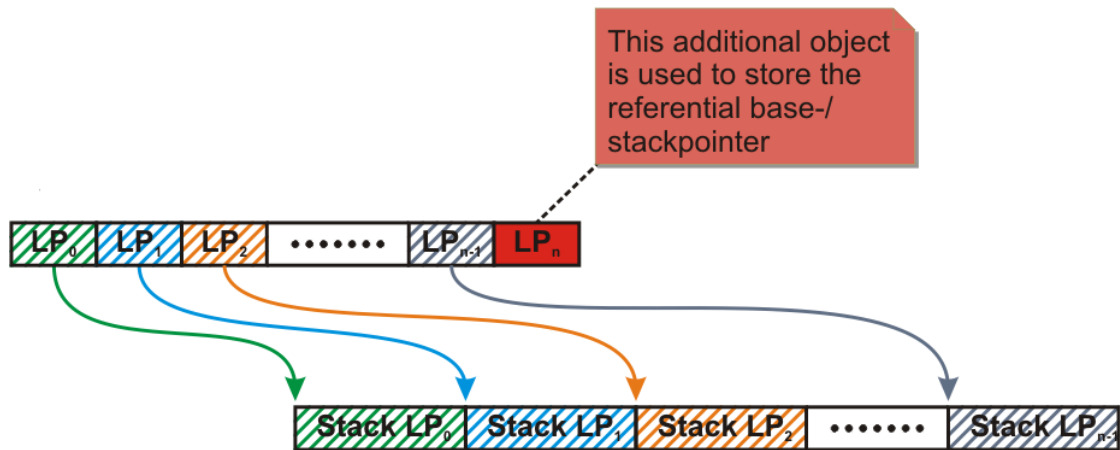 This additional object
is used to store the
referential base-/
stackpointer
LP₀ LP₁ LP₂ ....... LPₙ₋₁ LPₙ
Stack LP₀ Stack LP₁ Stack LP₂ ....... Stack LPₙ₋₁